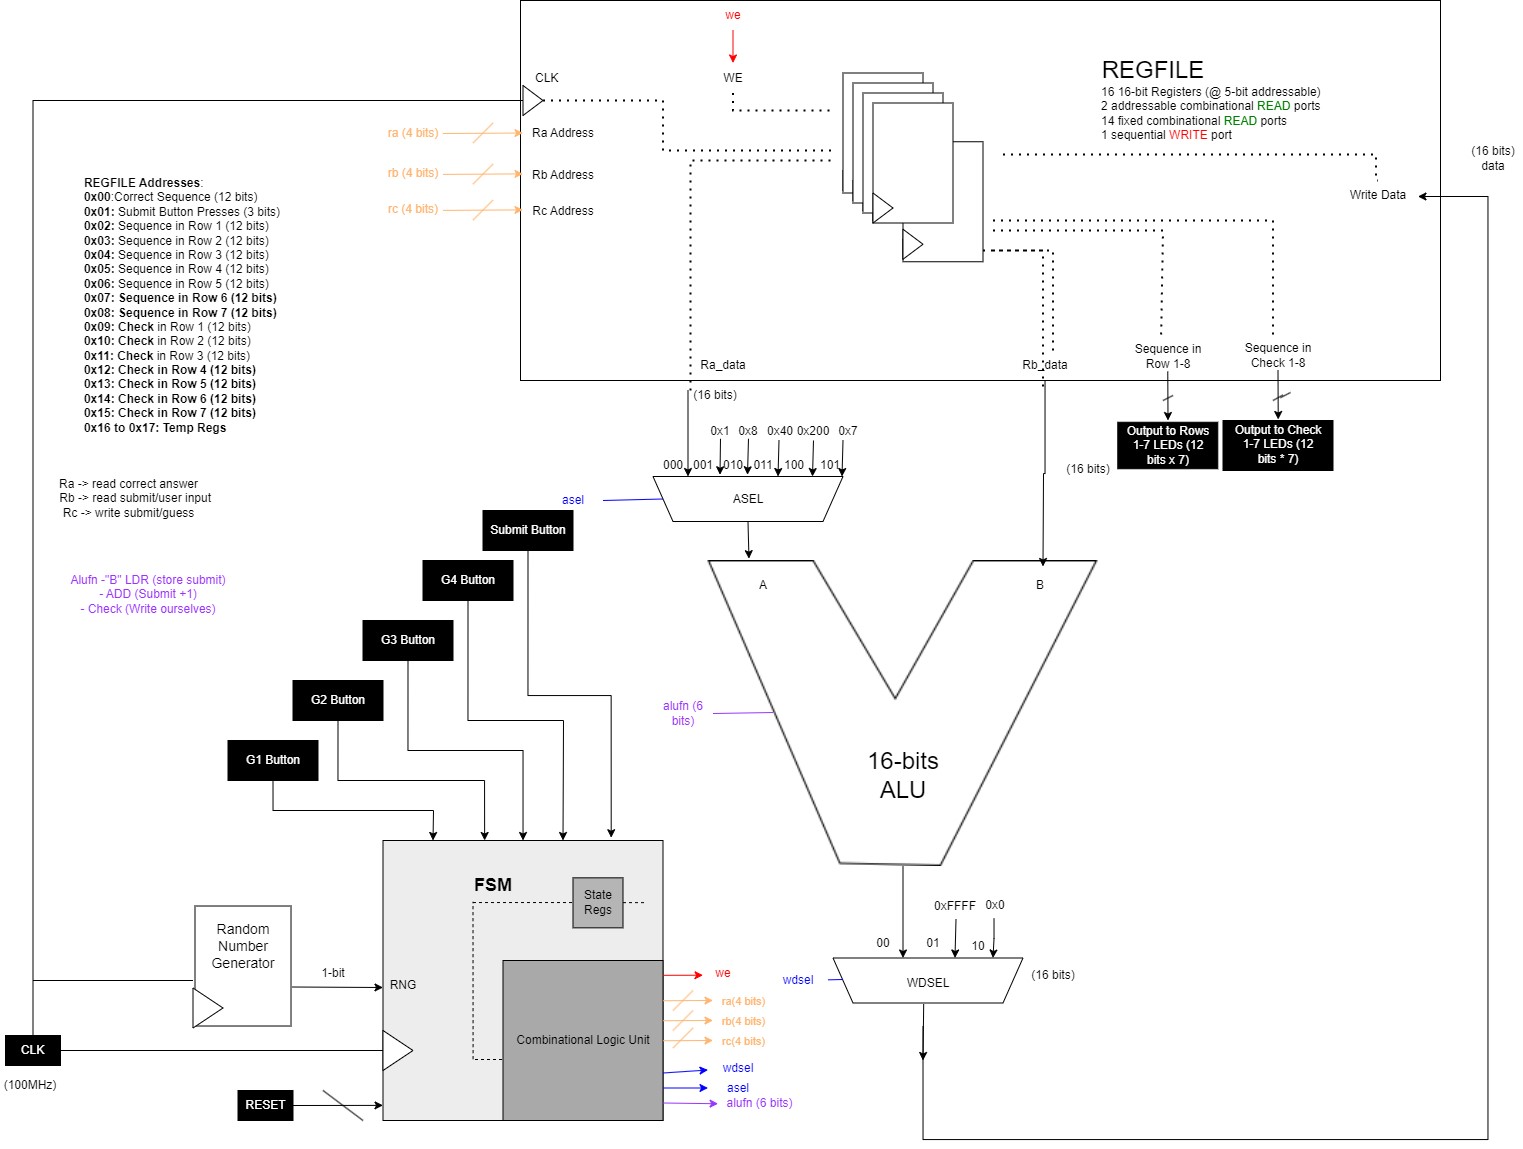 we
WE
CLK
REGFILE
16 16-bit Registers (@ 5-bit addressable)
2 addressable combinational READ ports
14 fixed combinational READ ports
1 sequential WRITE port
ra (4 bits)
Ra Address
rb (4 bits)
Rb Address
rc (4 bits)
Rc Address
(16 bits)
data
Write Data
REGFILE Addresses:
0x00:Correct Sequence (12 bits)
0x01: Submit Button Presses (3 bits)
0x02: Sequence in Row 1 (12 bits)
0x03: Sequence in Row 2 (12 bits)
0x04: Sequence in Row 3 (12 bits)
0x05: Sequence in Row 4 (12 bits)
0x06: Sequence in Row 5 (12 bits)
0x07: Sequence in Row 6 (12 bits)
0x08: Sequence in Row 7 (12 bits)
0x09: Check in Row 1 (12 bits)
0x10: Check in Row 2 (12 bits)
0x11: Check in Row 3 (12 bits)
0x12: Check in Row 4 (12 bits)
0x13: Check in Row 5 (12 bits)
0x14: Check in Row 6 (12 bits)
0x15: Check in Row 7 (12 bits)
0x16 to 0x17: Temp Regs
Ra_data
Rb_data
Sequence in
Row 1-8
Sequence in
Check 1-8
(16 bits)
Output to Rows
1-7 LEDs (12
bits x 7)
Output to Check
1-7 LEDs (12
bits * 7)
0x1 0x8 0x40 0x200 0x7
000 001 010 011 100 101
(16 bits)
asel
ASEL
Ra -> read correct answer
Rb -> read submit/user input
Rc -> write submit/guess
Submit Button
G4 Button
G3 Button
G2 Button
G1 Button
Alufn -"B" LDR (store submit)
- ADD (Submit +1)
- Check (Write ourselves)
A
B
alufn (6
bits)
16-bits
ALU
FSM
State
Regs
Random
Number
Generator
1-bit
RNG
Combinational Logic Unit
we
ra(4 bits)
rb(4 bits)
rc(4 bits)
wdsel
asel
alufn (6 bits)
0xFFFF 0x0
00 01 10
wdsel
WDSEL
(16 bits)
CLK
(100MHz)
RESET